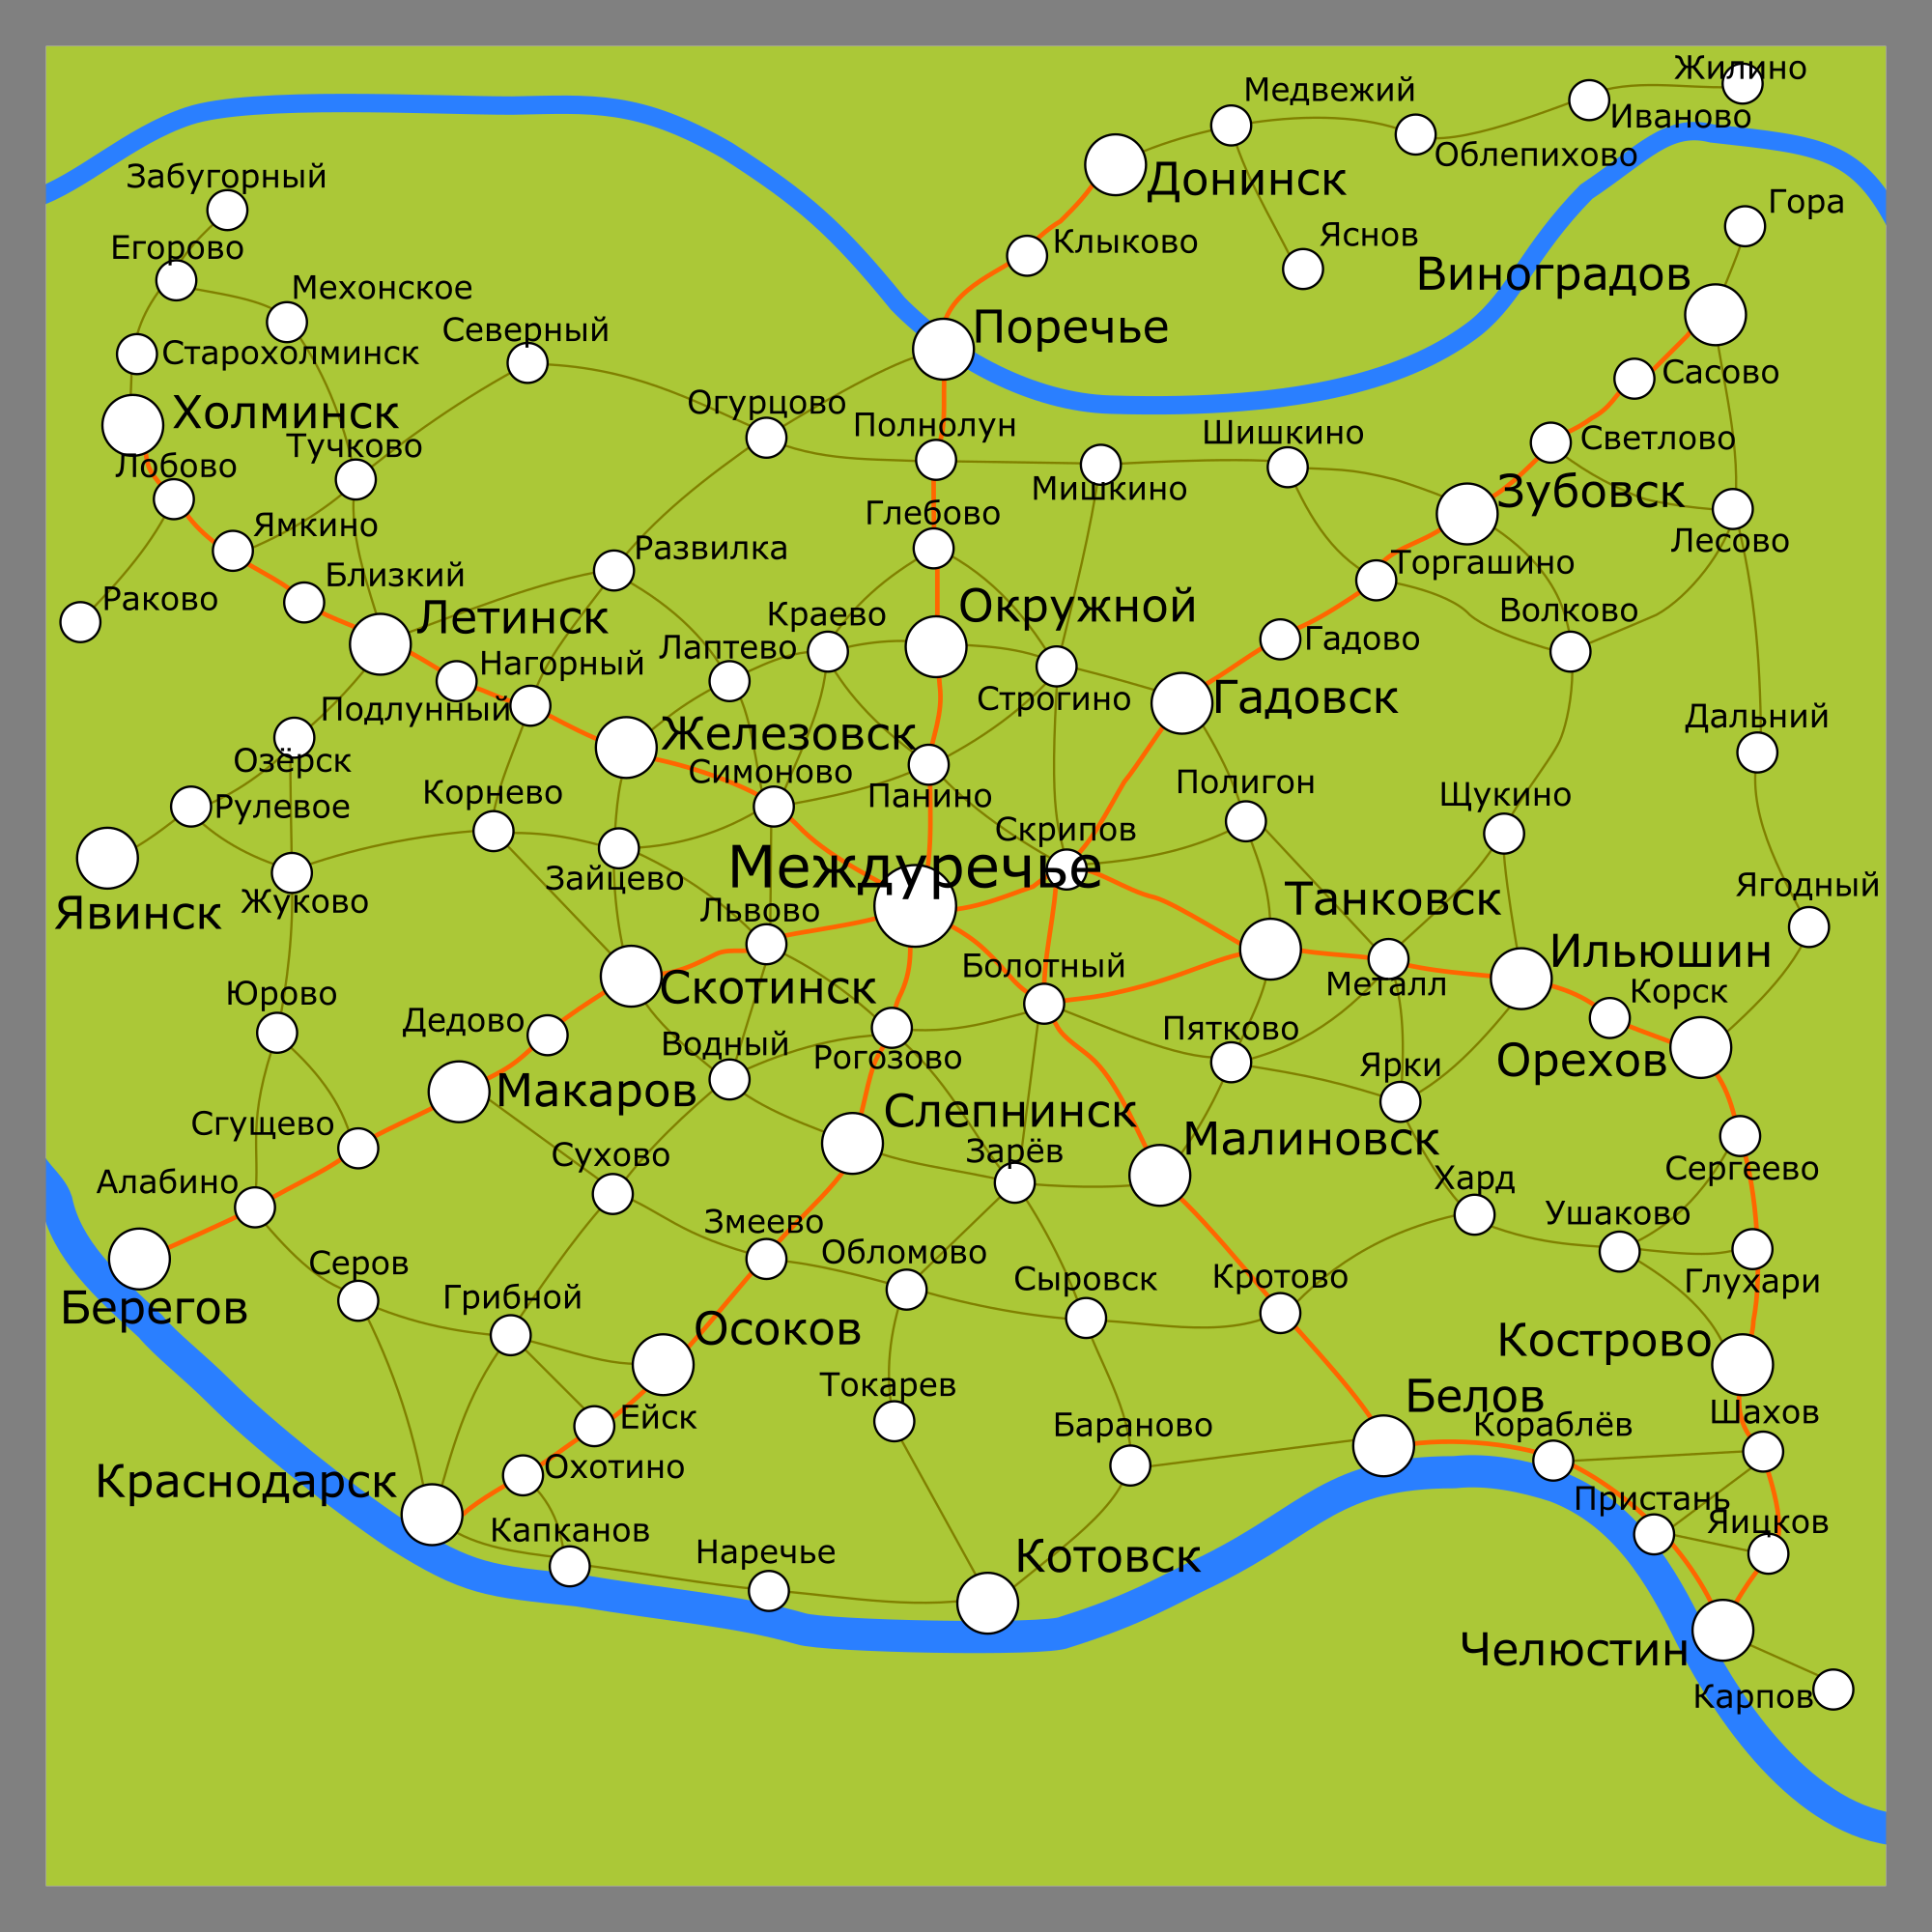 Жилино
Медвежий
Иваново
Облепихово
Забугорный
Донинск
Гора
Яснов
Клыково
Егорово
Виноградов
Мехонское
Северный
Поречье
Старохолминск
Сасово
Холминск
Огурцово
Полнолун
Шишкино
Светлово
Тучково
Лобово
Мишкино
Зубовск
Глебово
Ямкино
Лесово
Развилка
Торгашино
Близкий
Раково
Окружной
Волково
Краево
Летинск
Гадово
Лаптево
Нагорный
Строгино
Гадовск
Подлунный
Дальний
Железовск
Озёрск
Симоново
Полигон
Корнево
Панино
Щукино
Рулевое
Скрипов
Междуречье
Зайцево
Ягодный
Жуково
Танковск
Явинск
Львово
Ильюшин
Болотный
Металл
Скотинск
Корск
Юрово
Дедово
Пятково
Водный
Рогозово
Орехов
Ярки
Макаров
Слепнинск
Сгущево
Малиновск
Зарёв
Сухово
Сергеево
Хард
Алабино
Ушаково
Змеево
Обломово
Серов
Сыровск
Кротово
Глухари
Грибной
Берегов
Осоков
Кострово
Токарев
Белов
Шахов
Ейск
Бараново
Кораблёв
Охотино
Краснодарск
Пристань
Яицков
Капканов
Наречье
Котовск
Челюстин
Карпов